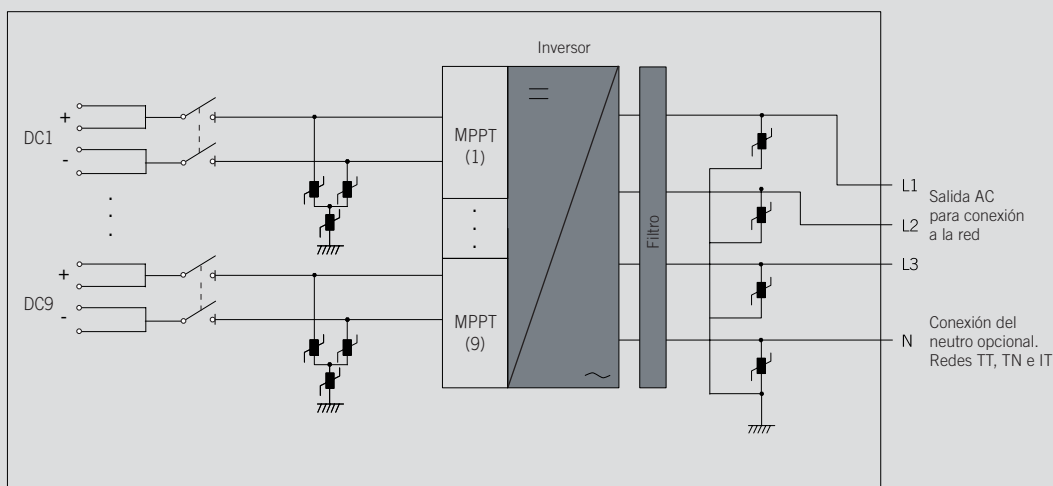 Inversor
DC1
+
-
MPPT
(1)
DC9
+
-
MPPT
(9)
Filtro
L1
L2
L3
N
Salida AC
para conexión
a la red
Conexión del
neutro opcional.
Redes TT, TN e IT